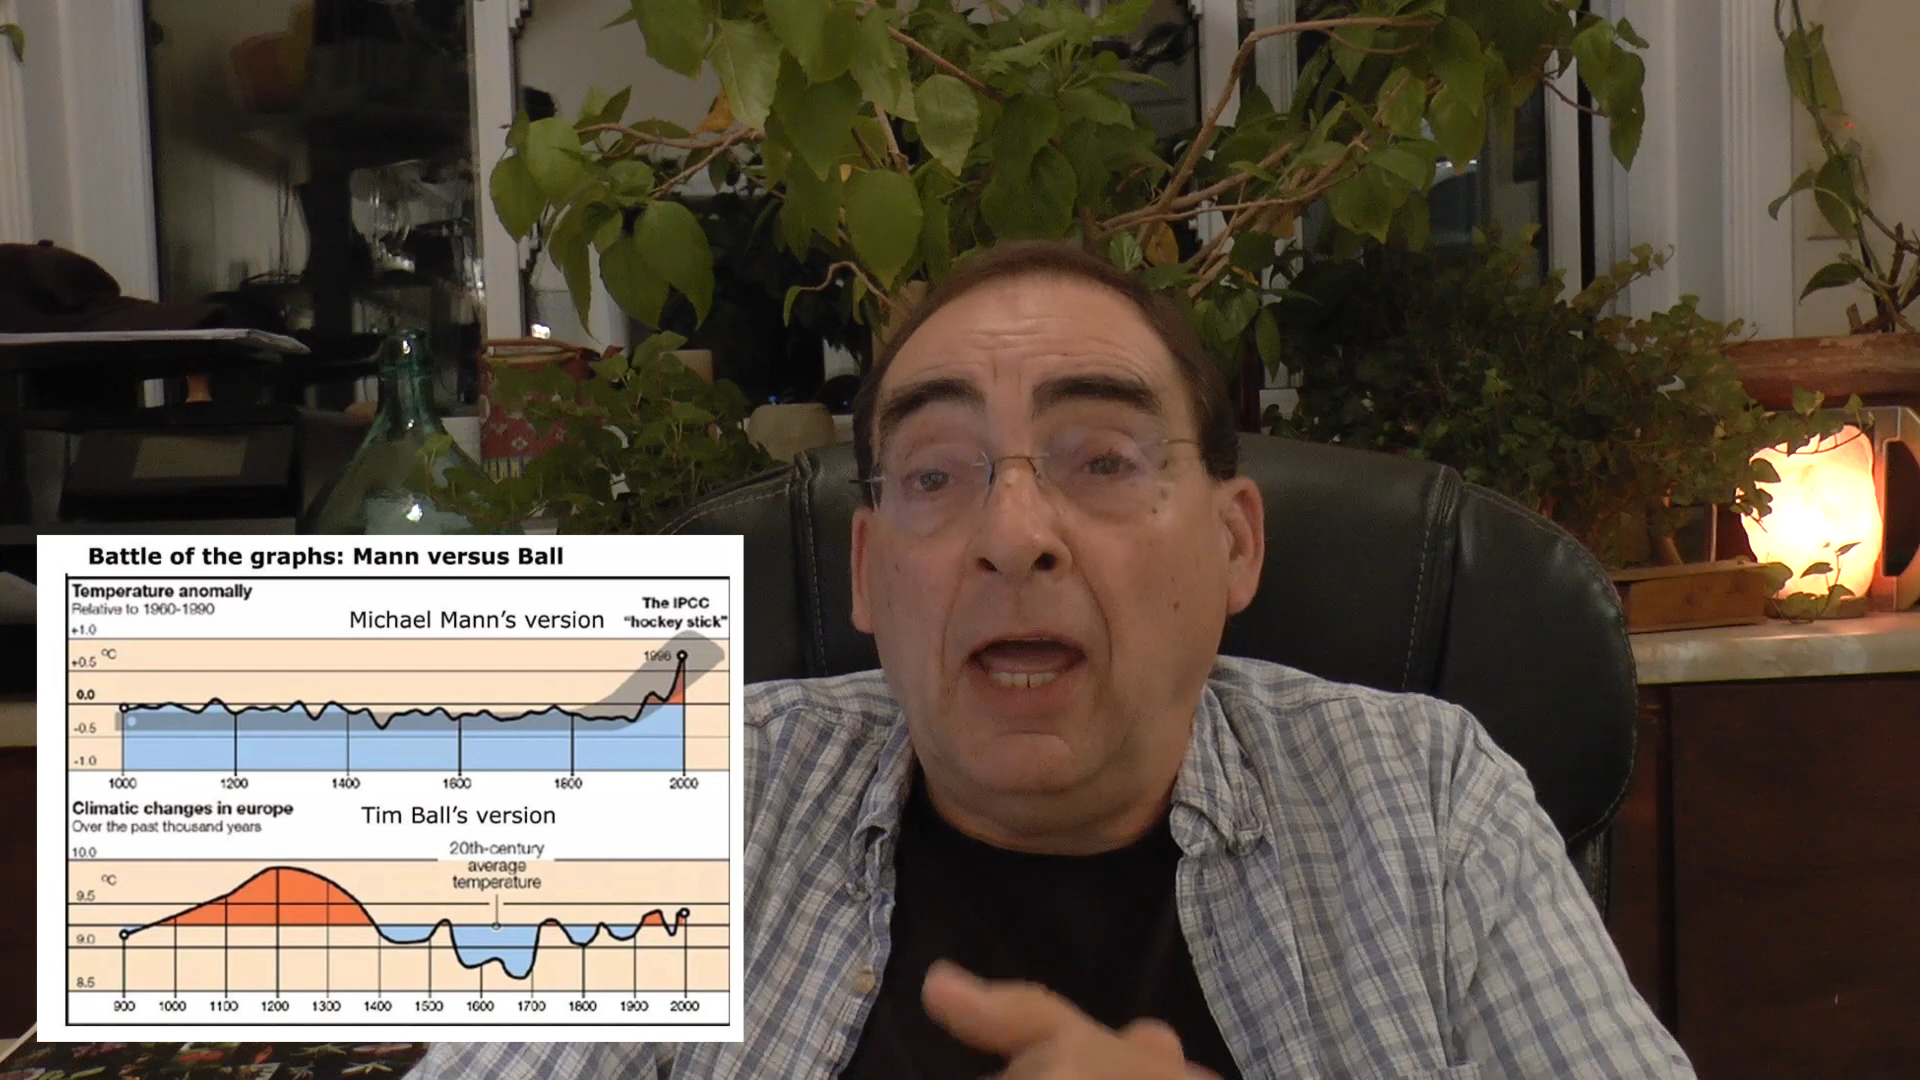 Battle of the graphs: Mann versus Ball
Temperature anomally
Relative to 1960-1990
Michael Mann's version
The IPCC
"hockey stick"
+1.0
°C
+0.5
1998
0.0
-0.5
-1.0
1000 1200 1400 1600 1800 2000
Climatic changes in europe
Over the past thousand years
Tim Ball's version
10.0
20th-century
average
temperature
°C
9.5
9.0
8.5
900 1000 1100 1200 1300 1400 1500 1600 1700 1800 1900 2000